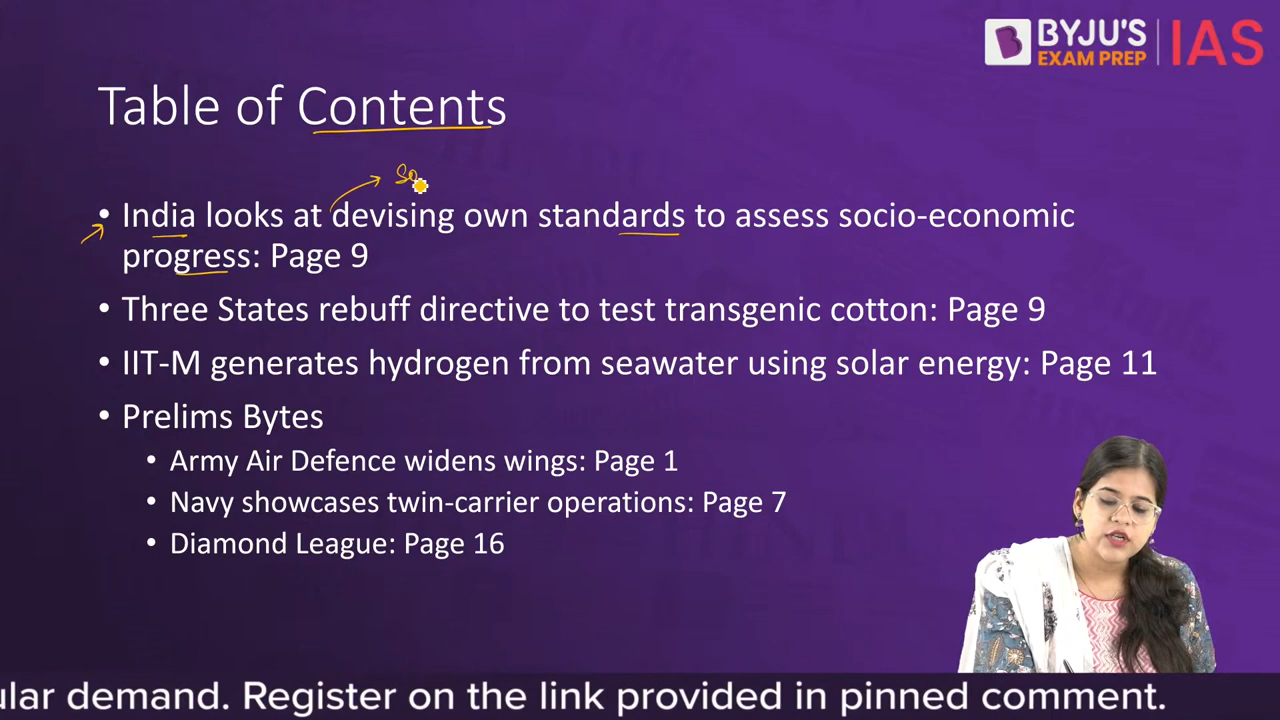 BYJU'S
EXAM PREP
IAS
Table of Contents
So
• India looks at devising own standards to assess socio-economic
progress: Page 9
• Three States rebuff directive to test transgenic cotton: Page 9
• IIT-M generates hydrogen from seawater using solar energy: Page 11
• Prelims Bytes
• Army Air Defence widens wings: Page 1
• Navy showcases twin-carrier operations: Page 7
• Diamond League: Page 16
ular demand. Register on the link provided in pinned comment.